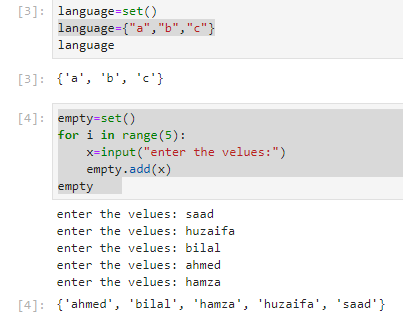 [3]: language=set()
language={"a","b","c"}
language
[3]: {'a', 'b', 'c'}
[4]: empty=set()
for i in range(5):
    x=input("enter the velues:")
    empty.add(x)
empty
enter the velues: saad
enter the velues: huzaifa
enter the velues: bilal
enter the velues: ahmed
enter the velues: hamza
[4]: {'ahmed', 'bilal', 'hamza', 'huzaifa', 'saad'}